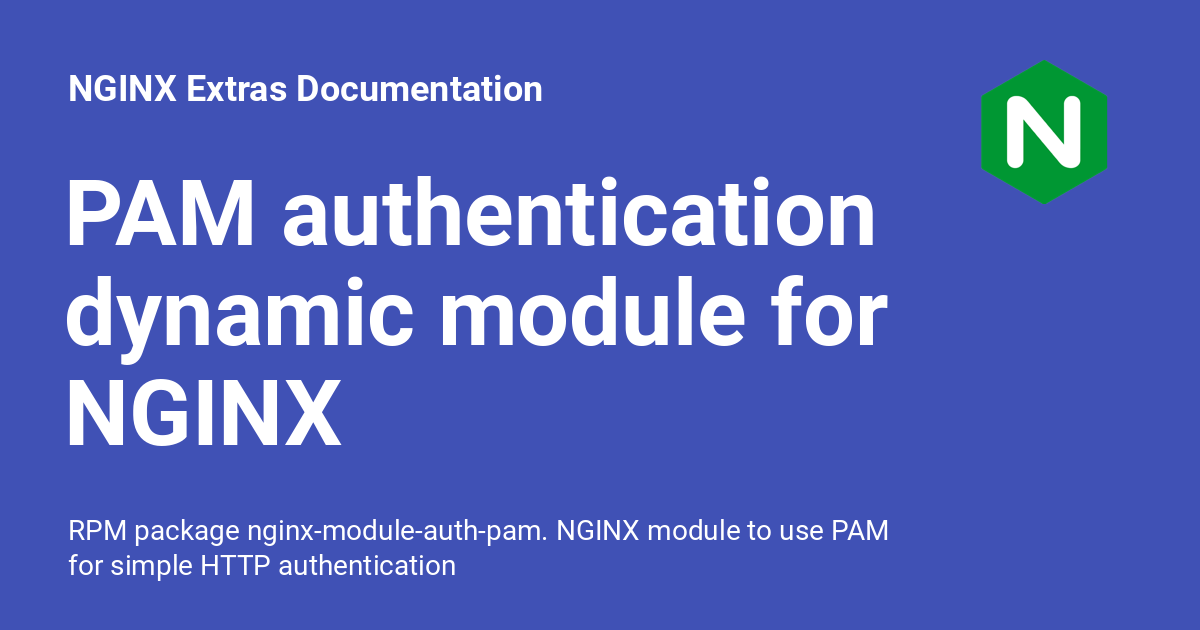 NGINX Extras Documentation
N
PAM authentication
dynamic module for
NGINX
RPM package nginx-module-auth-pam. NGINX module to use PAM
for simple HTTP authentication